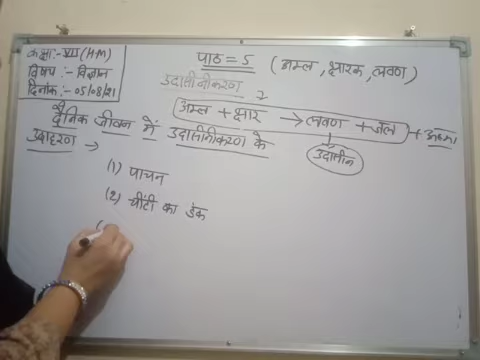 कक्षा:- VII (H.M)
विषय :- विज्ञान
दिनांक:- 05/08/21
पाठ = 5 (अम्ल, क्षारक, लवण)
उदासीनीकरण
अम्ल + क्षार → लवण + जल + ऊष्मा
उदासीन
दैनिक जीवन में उदासीनीकरण के
उदाहरण →
(1) पाचन
(2) चींटी का डंक
(